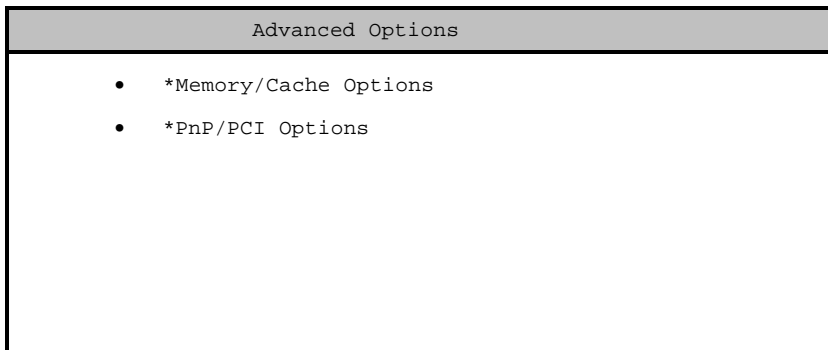 Advanced Options
• *Memory/Cache Options
• *PnP/PCI Options